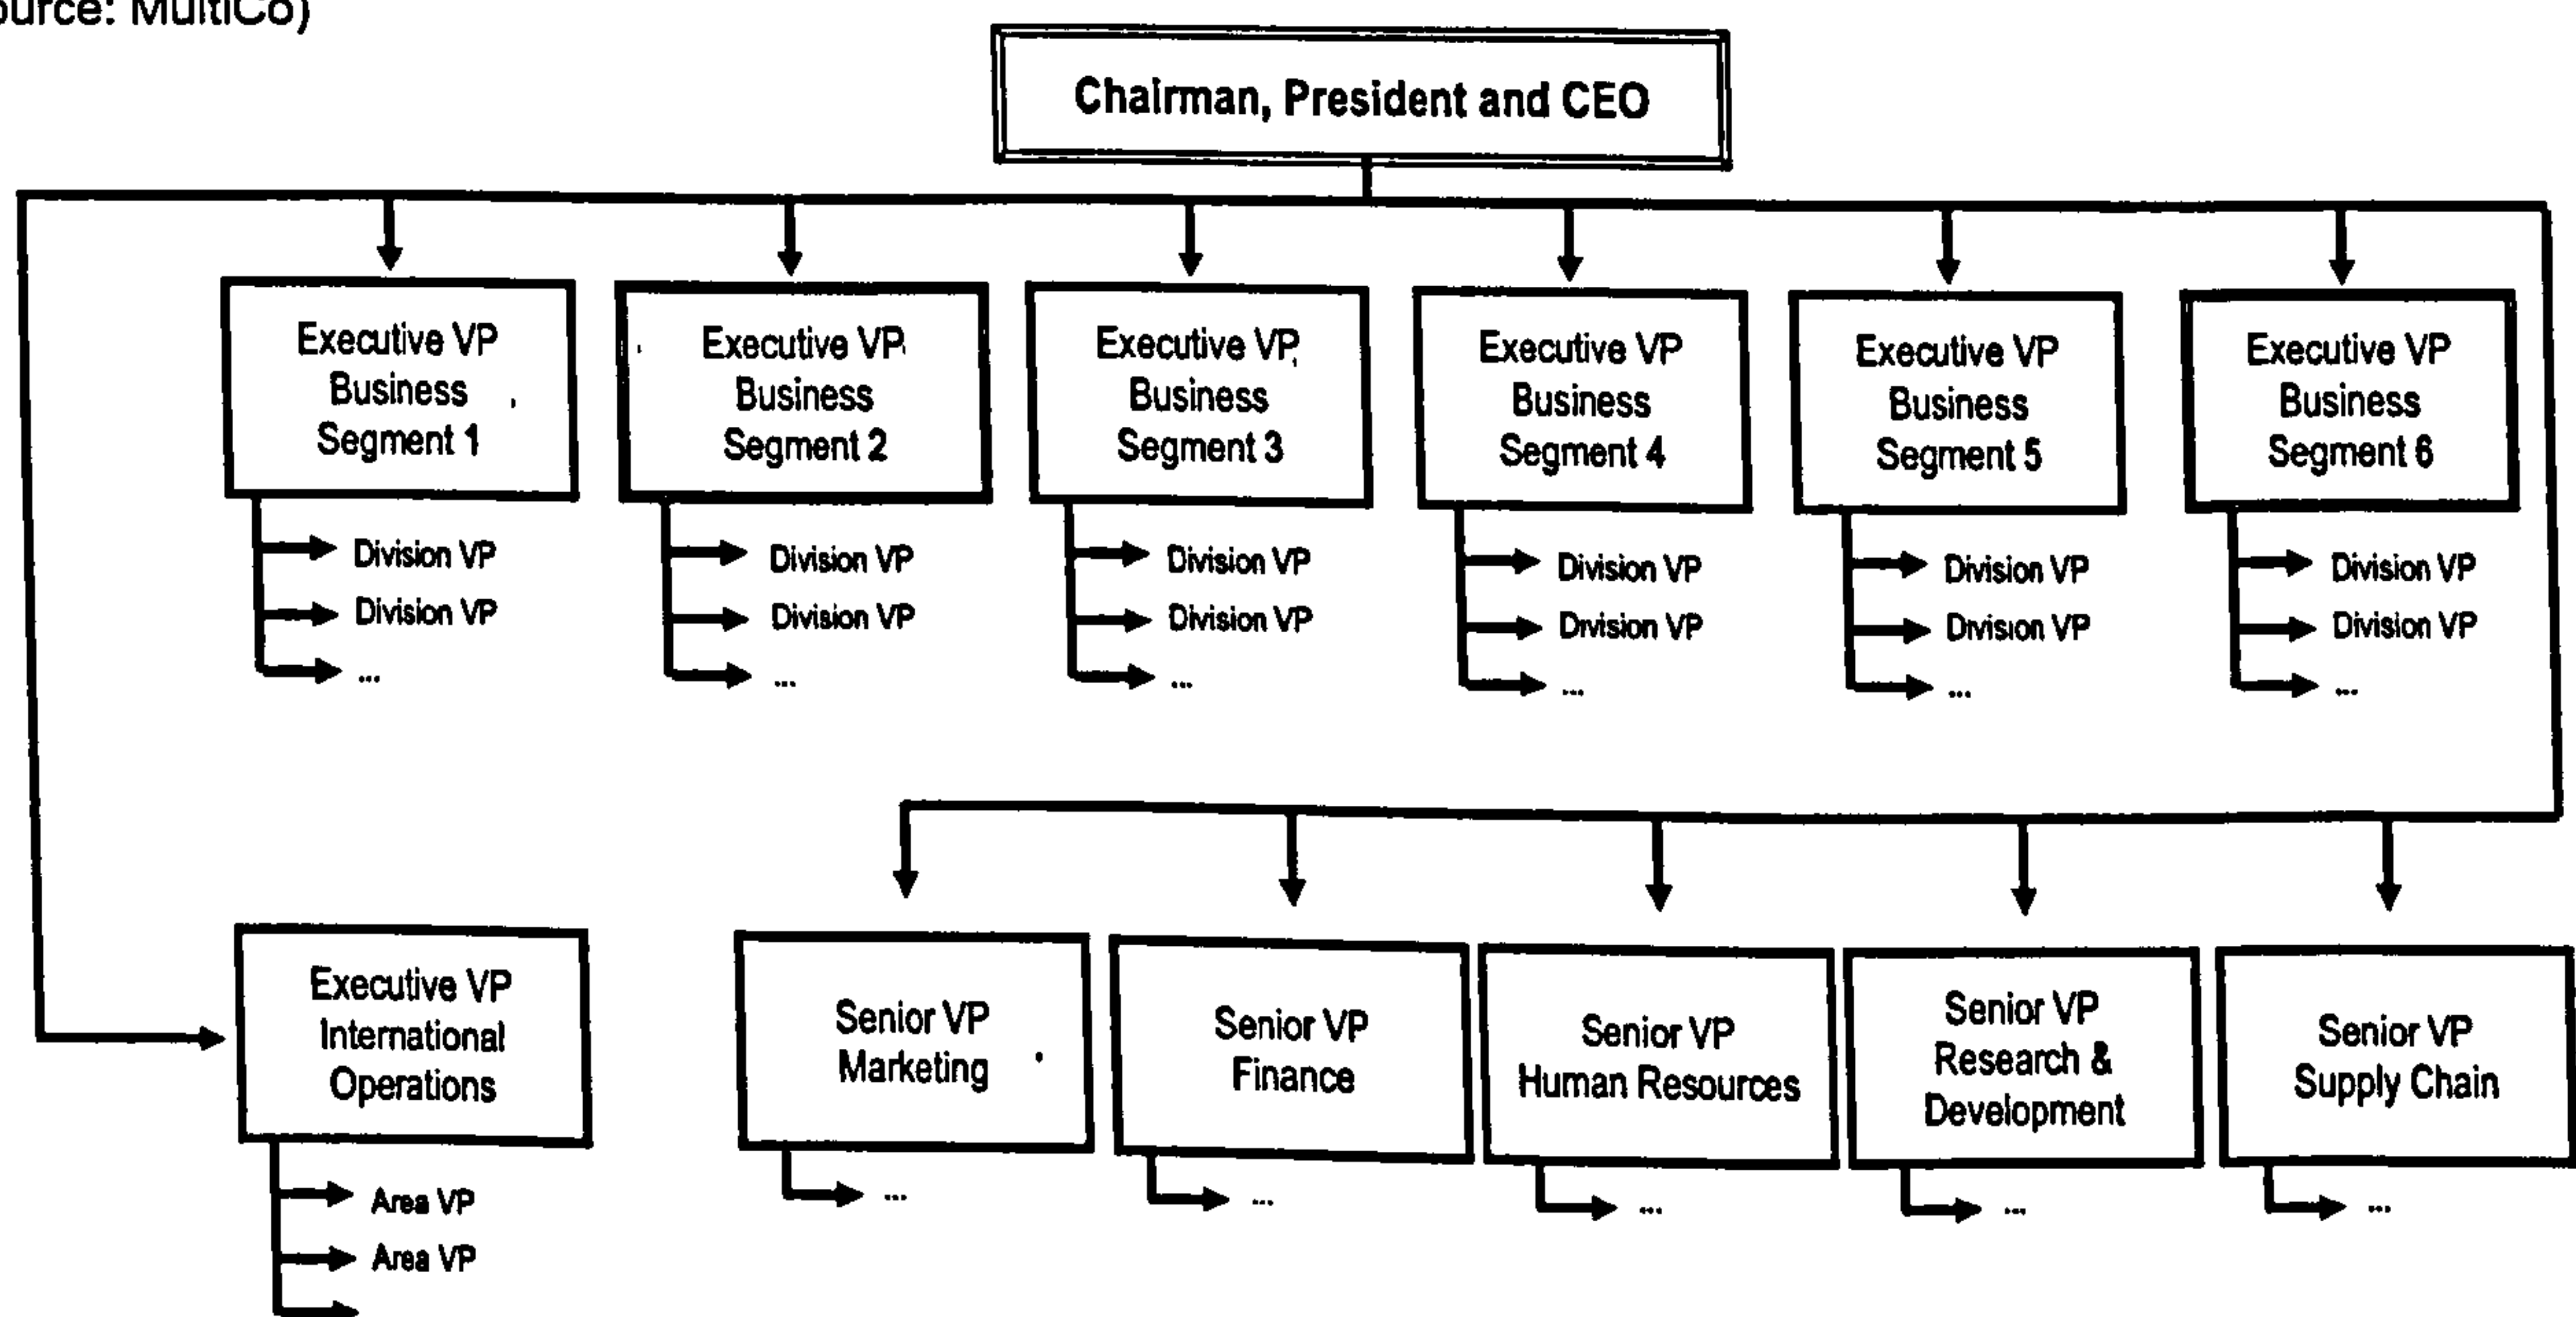 ource: MultiCo)
Chairman, President and CEO
Executive VP
Business
Segment 1
Executive VP
Business
Segment 2
Executive VP
Business
Segment 3
Executive VP
Business
Segment 4
Executive VP
Business
Segment 5
Executive VP
Business
Segment 6
Division VP
Division VP
...
Division VP
Division VP
...
Division VP
Division VP
...
Division VP
Division VP
...
Division VP
Division VP
...
Division VP
Division VP
...
Executive VP
International
Operations
Area VP
Area VP
Senior VP
Marketing
...
Senior VP
Finance
...
Senior VP
Human Resources
...
Senior VP
Research &
Development
...
Senior VP
Supply Chain
...